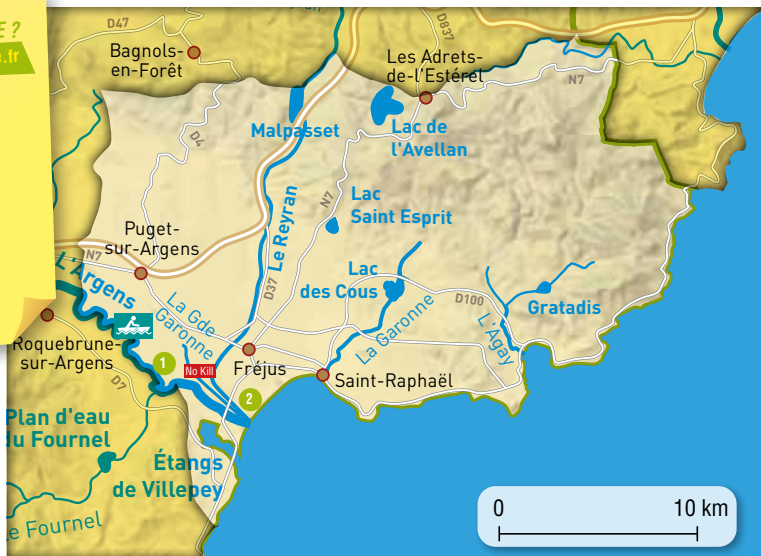 E ?
e.fr
D47
D837
Bagnols-
en-Forêt
Les Adrets-
de-l'Estérel
N7
Malpasset
Lac de
l'Avellan
D4
N7
Le Reyran
Lac
Saint Esprit
Puget-
sur-Argens
N7
L'Argens
D37
Lac
des Cous
D100
Gratadis
La Gde
Garonne
La Garonne
L'Agay
Roquebrune-
sur-Argens
1
No Kill
Fréjus
Saint-Raphaël
D7
2
Plan d'eau
du Fournel
Étangs
de Villepey
Le Fournel
0 10 km